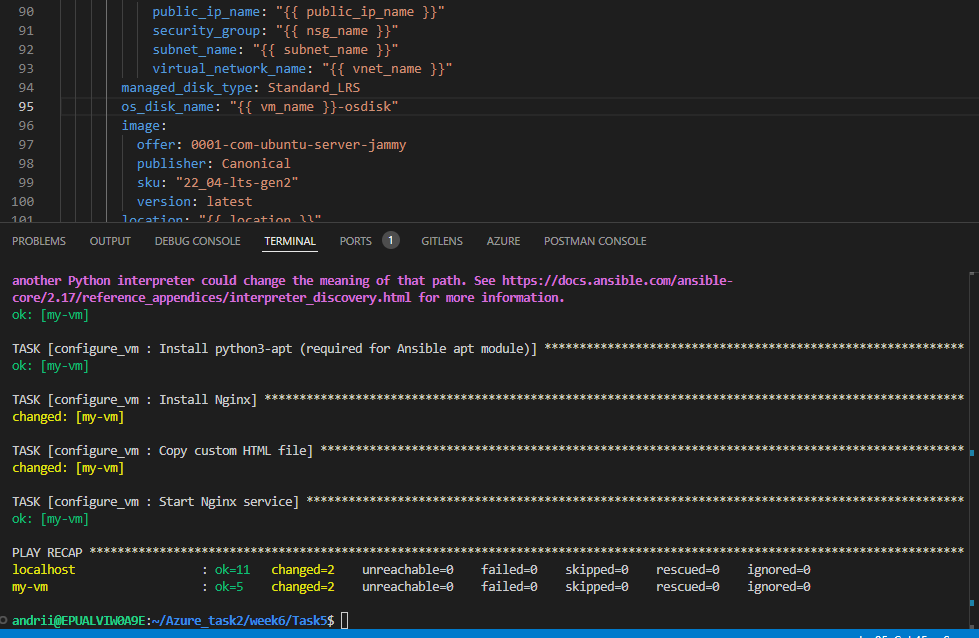 90 public_ip_name: "{{ public_ip_name }}"
91 security_group: "{{ nsg_name }}"
92 subnet_name: "{{ subnet_name }}"
93 virtual_network_name: "{{ vnet_name }}"
94 managed_disk_type: Standard_LRS
95 os_disk_name: "{{ vm_name }}-osdisk"
96 image:
97 offer: 0001-com-ubuntu-server-jammy
98 publisher: Canonical
99 sku: "22_04-lts-gen2"
100 version: latest
101 location: "{{ location }}"
PROBLEMS OUTPUT DEBUG CONSOLE TERMINAL PORTS 1 GITLENS AZURE POSTMAN CONSOLE
another Python interpreter could change the meaning of that path. See https://docs.ansible.com/ansible-
core/2.17/reference_appendices/interpreter_discovery.html for more information.
ok: [my-vm]
TASK [configure_vm : Install python3-apt (required for Ansible apt module)] ************************************************************
ok: [my-vm]
TASK [configure_vm : Install Nginx] ****************************************************************************************************
changed: [my-vm]
TASK [configure_vm : Copy custom HTML file] ********************************************************************************************
changed: [my-vm]
TASK [configure_vm : Start Nginx service] **********************************************************************************************
ok: [my-vm]
PLAY RECAP *****************************************************************************************************************************
localhost : ok=11 changed=2 unreachable=0 failed=0 skipped=0 rescued=0 ignored=0
my-vm : ok=5 changed=2 unreachable=0 failed=0 skipped=0 rescued=0 ignored=0
andrii@EPUALVIW0A9E:~/Azure_task2/week6/Task5$